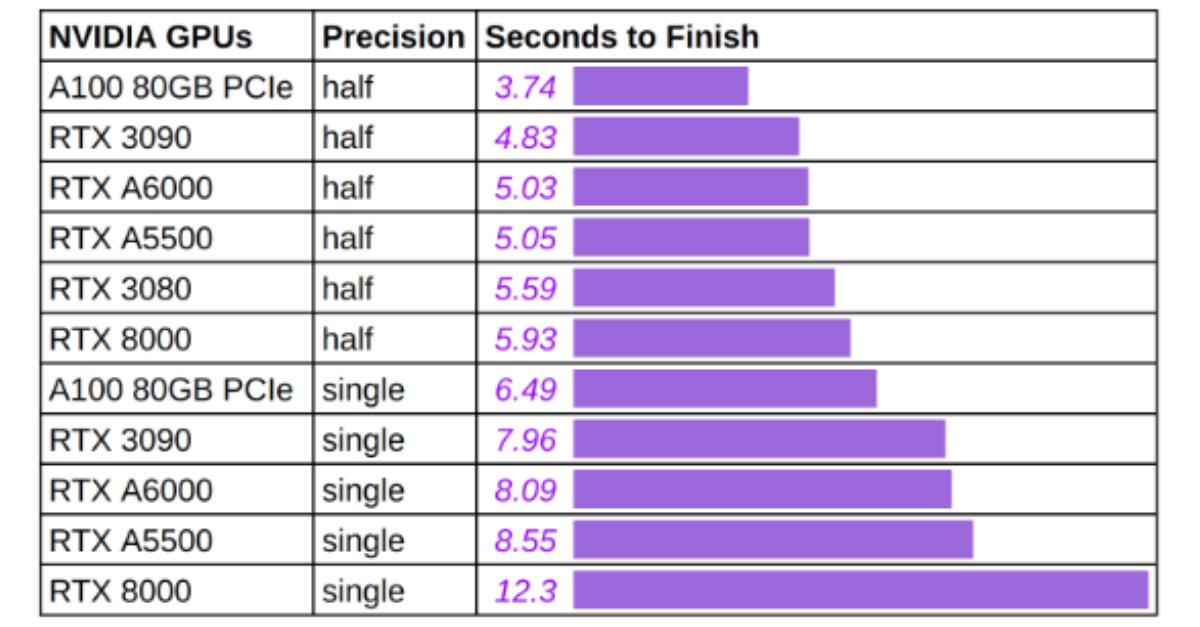 NVIDIA GPUs Precision Seconds to Finish
A100 80GB PCIe half 3.74
RTX 3090 half 4.83
RTX A6000 half 5.03
RTX A5500 half 5.05
RTX 3080 half 5.59
RTX 8000 half 5.93
A100 80GB PCIe single 6.49
RTX 3090 single 7.96
RTX A6000 single 8.09
RTX A5500 single 8.55
RTX 8000 single 12.3